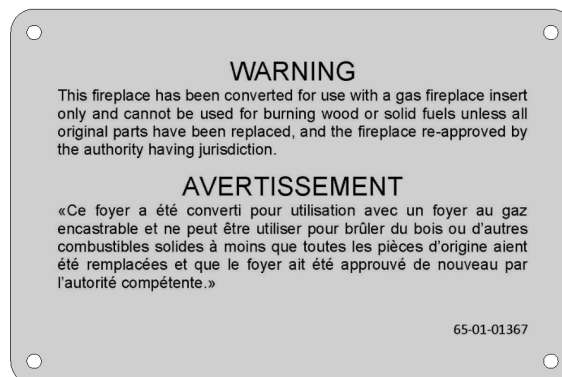 WARNING
This fireplace has been converted for use with a gas fireplace insert
only and cannot be used for burning wood or solid fuels unless all
original parts have been replaced, and the fireplace re-approved by
the authority having jurisdiction.
AVERTISSEMENT
«Ce foyer a été converti pour utilisation avec un foyer au gaz
encastrable et ne peut être utiliser pour brûler du bois ou d’autres
combustibles solides à moins que toutes les pièces d’origine aient
été remplacées et que le foyer ait été approuvé de nouveau par
l’autorité compétente.»
65-01-01367